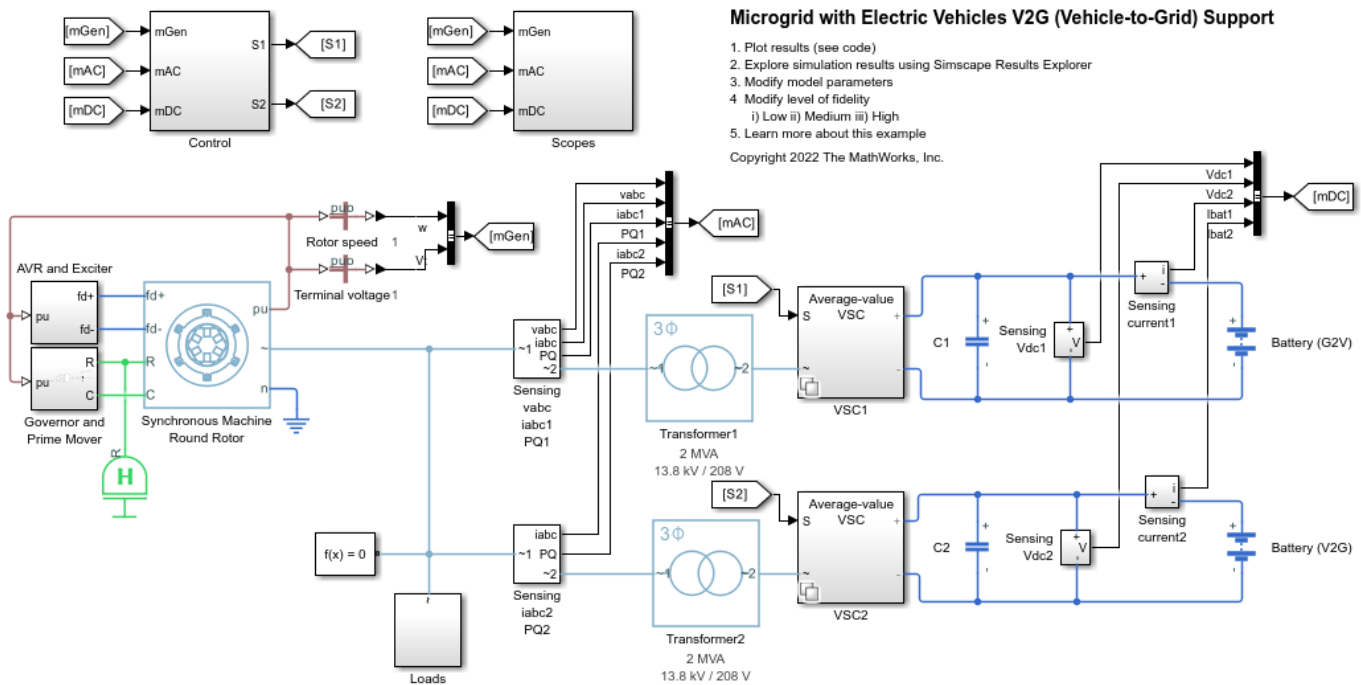 Microgrid with Electric Vehicles V2G (Vehicle-to-Grid) Support
1. Plot results (see code)
2. Explore simulation results using Simscape Results Explorer
3. Modify model parameters
4 Modify level of fidelity
i) Low ii) Medium iii) High
5. Learn more about this example
Copyright 2022 The MathWorks, Inc.
[mGen]
mGen
[mAC]
mAC
[mDC]
mDC
S1
[S1]
S2
[S2]
Control
[mGen]
mGen
[mAC]
mAC
[mDC]
mDC
Scopes
pu
Rotor speed
1
w
pu
Terminal voltage
1
[mGen]
AVR and Exciter
fd+
fd-
pu
fd+
fd-
pu
R
C
pu
R
C
~
n
Governor and
Prime Mover
Synchronous Machine
Round Rotor
R
H
vabc
iabc1
PQ1
iabc2
PQ2
[mAC]
vabc
iabc
PQ
~1
~2
Sensing
vabc
iabc1
PQ1
3Φ
~1
~2
Transformer1
2 MVA
13.8 kV / 208 V
[S1]
Average-value
VSC
S
+
~
-
VSC1
C1
+
-
Sensing
Vdc1
+
V
-
+
i
-
Sensing
current1
+
-
Battery (G2V)
Vdc1
Vdc2
Ibat1
Ibat2
[mDC]
f(x) = 0
~
Loads
iabc
PQ
~1
~2
Sensing
iabc2
PQ2
3Φ
~1
~2
Transformer2
2 MVA
13.8 kV / 208 V
[S2]
Average-value
VSC
S
+
~
-
VSC2
C2
+
-
Sensing
Vdc2
+
V
-
+
i
-
Sensing
current2
+
-
Battery (V2G)